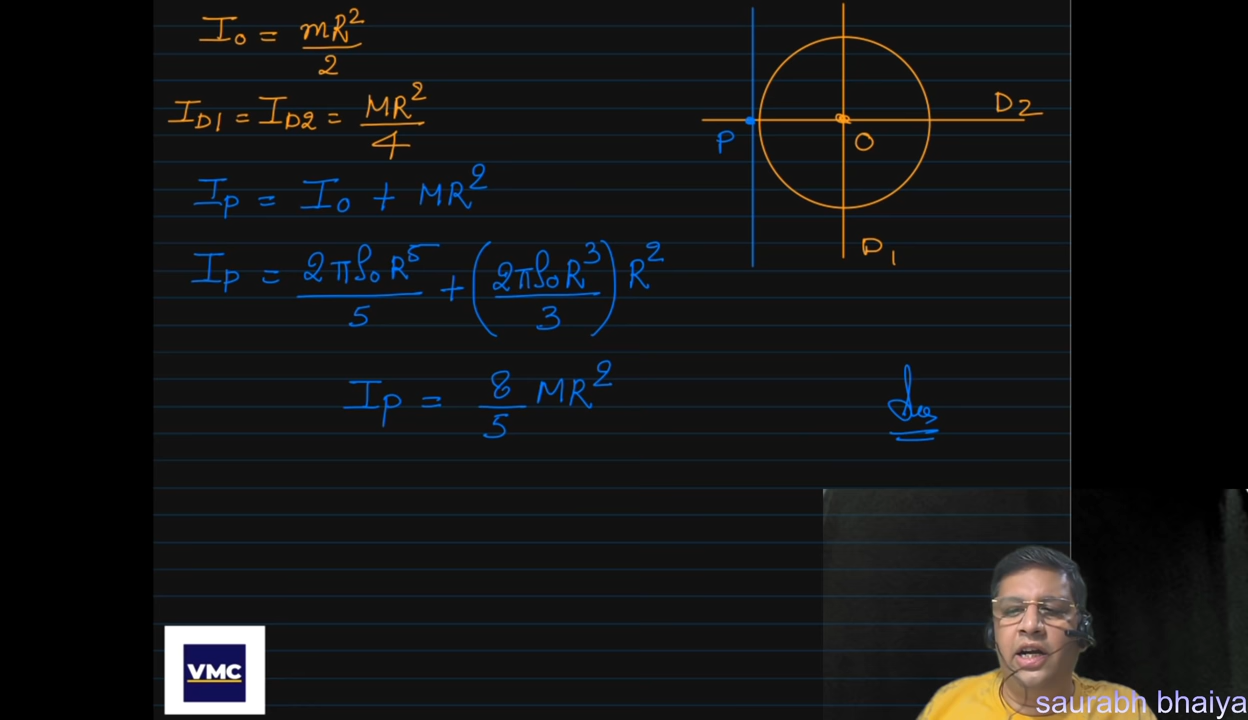 I₀ = mR²/2
I_D1 = I_D2 = MR²/4
I_P = I₀ + MR²
I_P = 2πρ₀R⁵/5 + (2πρ₀R³/3) R²
I_P = 8/5 MR²
Ans
D2
P
O
D1
VMC
saurabh bhaiya